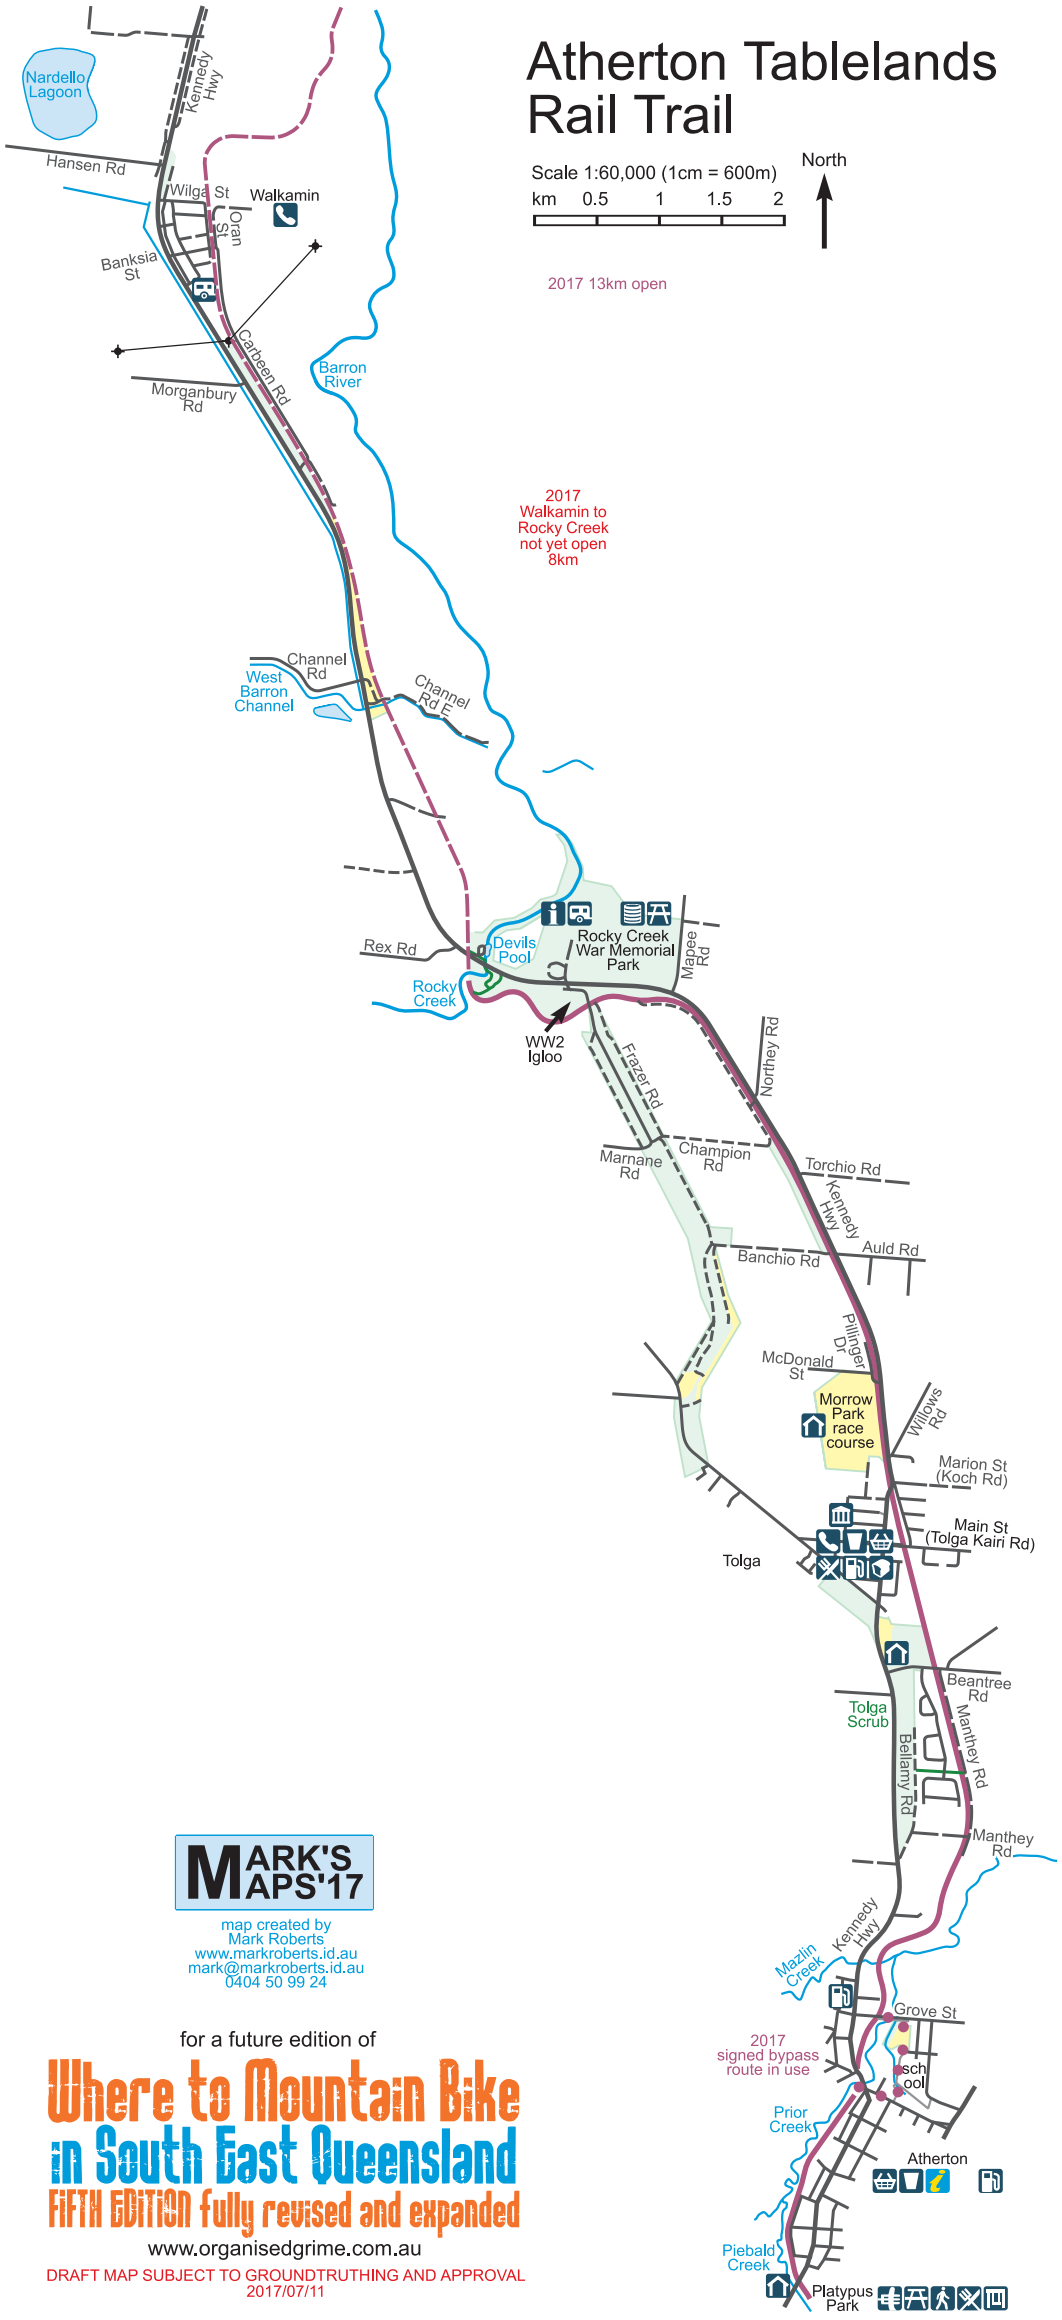 Atherton Tablelands
Rail Trail
Scale 1:60,000 (1cm = 600m)
km 0.5 1 1.5 2
North
2017 13km open
Nardello
Lagoon
Kennedy
Hwy
Hansen Rd
Wilga St
Walkamin
Oran
St
Banksia
St
Carbeen Rd
Morganbury
Rd
Barron
River
2017
Walkamin to
Rocky Creek
not yet open
8km
Channel
Rd
West
Barron
Channel
Channel
Rd E
Rex Rd
Devils
Pool
Rocky Creek
War Memorial
Park
Mapee
Rd
Rocky
Creek
WW2
Igloo
Frazer Rd
Northey Rd
Marnane
Rd
Champion
Rd
Torchio Rd
Kennedy
Hwy
Banchio Rd
Auld Rd
Pillinger
Dr
McDonald
St
Morrow
Park
race
course
Willows
Rd
Marion St
(Koch Rd)
Main St
(Tolga Kairi Rd)
Tolga
Beantree
Rd
Tolga
Scrub
Manthey Rd
Bellamy Rd
Manthey
Rd
Kennedy
Hwy
Mazlin
Creek
Grove St
2017
signed bypass
route in use
sch
ool
Prior
Creek
Atherton
Piebald
Creek
Platypus
Park
MARK'S
MAPS'17
map created by
Mark Roberts
www.markroberts.id.au
mark@markroberts.id.au
0404 50 99 24
for a future edition of
Where to Mountain Bike
in South East Queensland
FIFTH EDITION fully revised and expanded
www.organisedgrime.com.au
DRAFT MAP SUBJECT TO GROUNDTRUTHING AND APPROVAL
2017/07/11